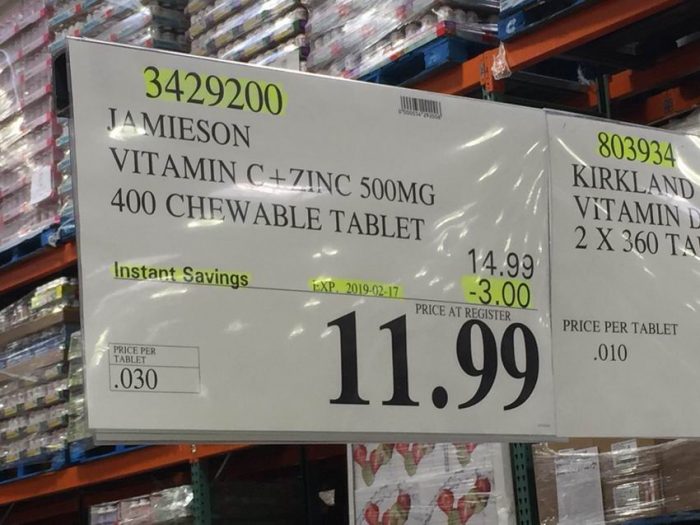 3429200
JAMIESON
VITAMIN C+ZINC 500MG
400 CHEWABLE TABLET
14.99
Instant Savings
EXP. 2019-02-17
-3.00
PRICE AT REGISTER
11.99
PRICE PER
TABLET
.030
803934
KIRKLAND
VITAMIN
2 X 360
PRICE PER TABLET
.010